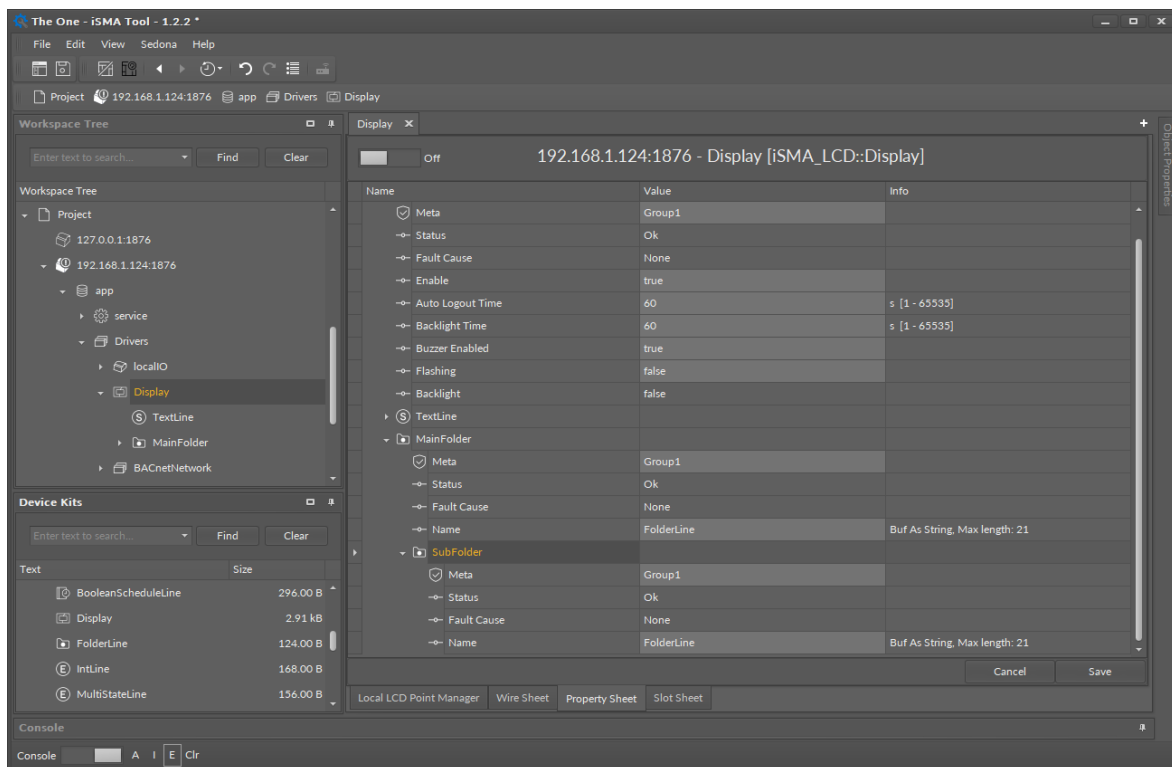 The One - iSMA Tool - 1.2.2 *
File Edit View Sedona Help
Project 192.168.1.124:1876 app Drivers Display
Workspace Tree
Enter text to search... Find Clear
Workspace Tree
Project
127.0.0.1:1876
192.168.1.124:1876
app
service
Drivers
localIO
Display
TextLine
MainFolder
BACnetNetwork
Device Kits
Enter text to search... Find Clear
Text Size
BooleanScheduleLine 296.00 B
Display 2.91 kB
FolderLine 124.00 B
IntLine 168.00 B
MultiStateLine 156.00 B
Display
Off 192.168.1.124:1876 - Display [iSMA_LCD::Display]
Name Value Info
Meta Group1
Status Ok
Fault Cause None
Enable true
Auto Logout Time 60 s [1 - 65535]
Backlight Time 60 s [1 - 65535]
Buzzer Enabled true
Flashing false
Backlight false
TextLine
MainFolder
Meta Group1
Status Ok
Fault Cause None
Name FolderLine Buf As String, Max length: 21
SubFolder
Meta Group1
Status Ok
Fault Cause None
Name FolderLine Buf As String, Max length: 21
Cancel Save
Local LCD Point Manager Wire Sheet Property Sheet Slot Sheet
Object Properties
Console
Console A I E Clr